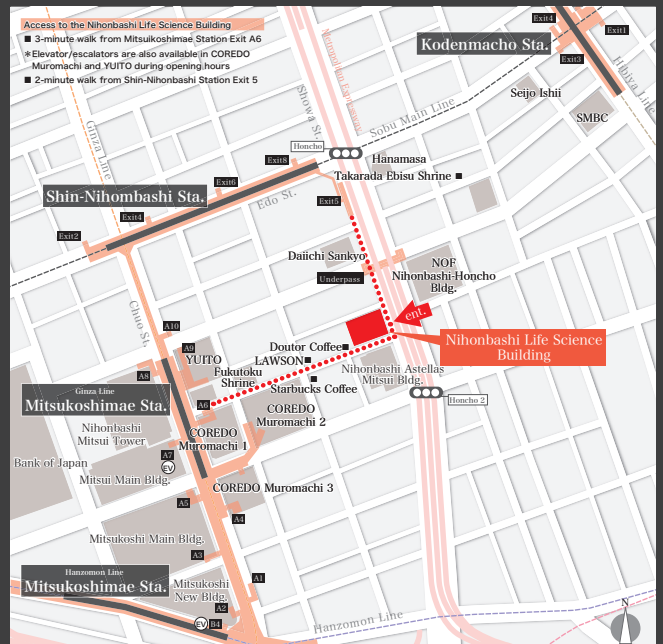 Access to the Nihonbashi Life Science Building
■ 3-minute walk from Mitsukoshimae Station Exit A6
＊Elevator/escalators are also available in COREDO
Muromachi and YUITO during opening hours
■ 2-minute walk from Shin-Nihonbashi Station Exit 5
Exit4
Exit1
Kodenmacho Sta.
Exit3
Hibiya Line
Metropolitan Expressway
Seijo Ishii
SMBC
Showa St.
Sobu Main Line
Ginza Line
Honcho
Hanamasa
Exit8
Takarada Ebisu Shrine ■
Exit6
Shin-Nihombashi Sta.
Edo St.
Exit5
Exit4
Exit2
Daiichi Sankyo
NOF
Nihonbashi-Honcho
Bldg.
Underpass
Chuo St.
ent.
A10
Nihonbashi Life Science
Building
A9
Doutor Coffee■
YUITO
LAWSON■
A8
Fukutoku
Shrine
Nihonbashi Astellas
Mitsui Bldg.
Starbucks Coffee
Ginza Line
Mitsukoshimae Sta.
A6
Honcho 2
COREDO
Muromachi 2
Nihonbashi
Mitsui Tower
COREDO
Muromachi 1
A7
EV
Bank of Japan
Mitsui Main Bldg.
COREDO Muromachi 3
A5
A4
Mitsukoshi Main Bldg.
A3
Hanzomon Line
Mitsukoshimae Sta.
A1
Mitsukoshi
New Bldg.
A2
EV
B4
Hanzomon Line
N